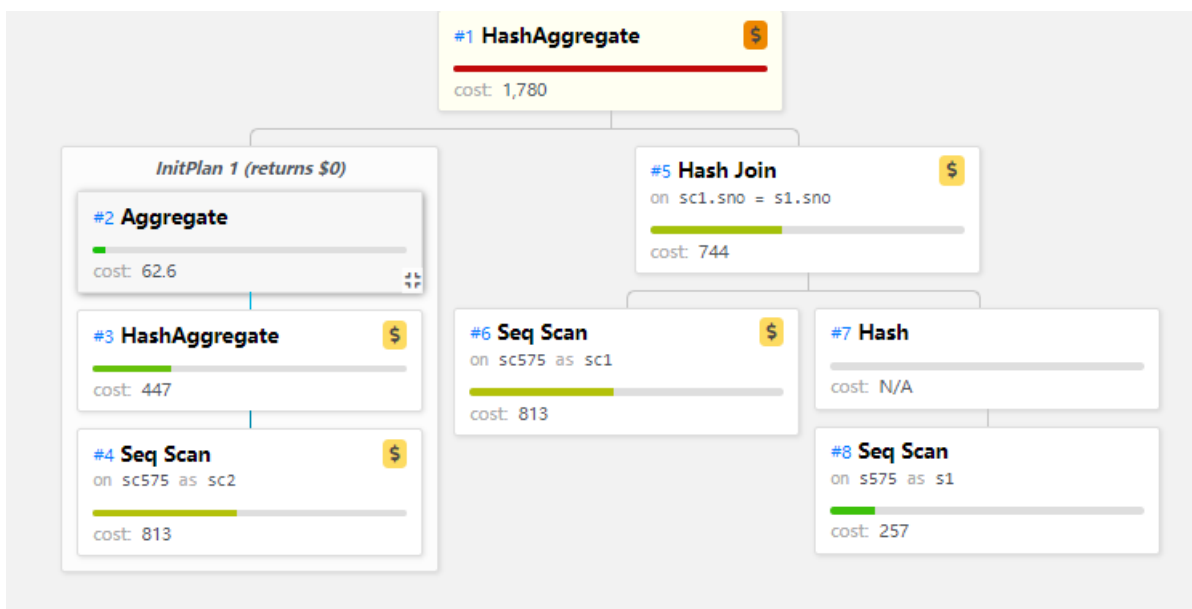 #1 HashAggregate $
cost: 1,780
InitPlan 1 (returns $0)
#2 Aggregate
cost: 62.6
#3 HashAggregate $
cost: 447
#4 Seq Scan $
on sc575 as sc2
cost: 813
#5 Hash Join $
on sc1.sno = s1.sno
cost: 744
#6 Seq Scan $
on sc575 as sc1
cost: 813
#7 Hash
cost: N/A
#8 Seq Scan
on s575 as s1
cost: 257